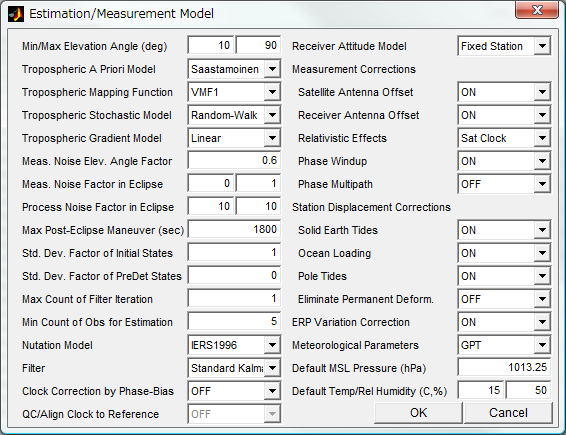 Estimation/Measurement Model
Min/Max Elevation Angle (deg) 10 90
Tropospheric A Priori Model Saastamoinen
Tropospheric Mapping Function VMF1
Tropospheric Stochastic Model Random-Walk
Tropospheric Gradient Model Linear
Meas. Noise Elev. Angle Factor 0.6
Meas. Noise Factor in Eclipse 0 1
Process Noise Factor in Eclipse 10 10
Max Post-Eclipse Maneuver (sec) 1800
Std. Dev. Factor of Initial States 1
Std. Dev. Factor of PreDet States 0
Max Count of Filter Iteration 1
Min Count of Obs for Estimation 5
Nutation Model IERS1996
Filter Standard Kalma
Clock Correction by Phase-Bias OFF
QC/Align Clock to Reference OFF
Receiver Attitude Model Fixed Station
Measurement Corrections
Satellite Antenna Offset ON
Receiver Antenna Offset ON
Relativistic Effects Sat Clock
Phase Windup ON
Phase Multipath OFF
Station Displacement Corrections
Solid Earth Tides ON
Ocean Loading ON
Pole Tides ON
Eliminate Permanent Deform. OFF
ERP Variation Correction ON
Meteorological Parameters GPT
Default MSL Pressure (hPa) 1013.25
Default Temp/Rel Humidity (C,%) 15 50
OK Cancel